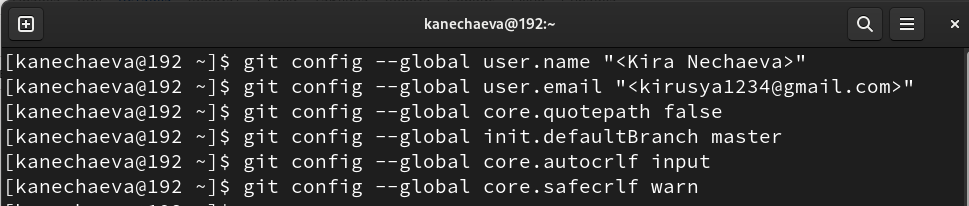 kanechaeva@192:~
[kanechaeva@192 ~]$ git config --global user.name "<Kira Nechaeva>"
[kanechaeva@192 ~]$ git config --global user.email "<kirusya1234@gmail.com>"
[kanechaeva@192 ~]$ git config --global core.quotepath false
[kanechaeva@192 ~]$ git config --global init.defaultBranch master
[kanechaeva@192 ~]$ git config --global core.autocrlf input
[kanechaeva@192 ~]$ git config --global core.safecrlf warn